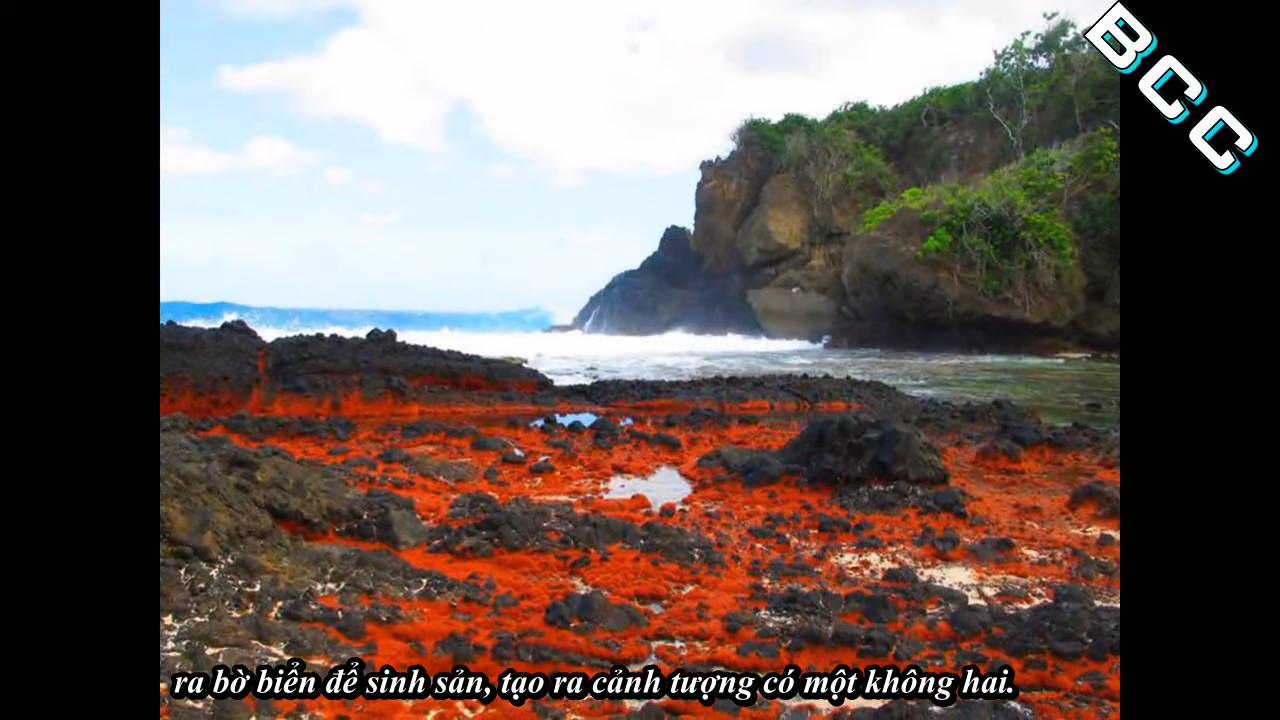 BCC
ra bờ biển để sinh sản, tạo ra cảnh tượng có một không hai.